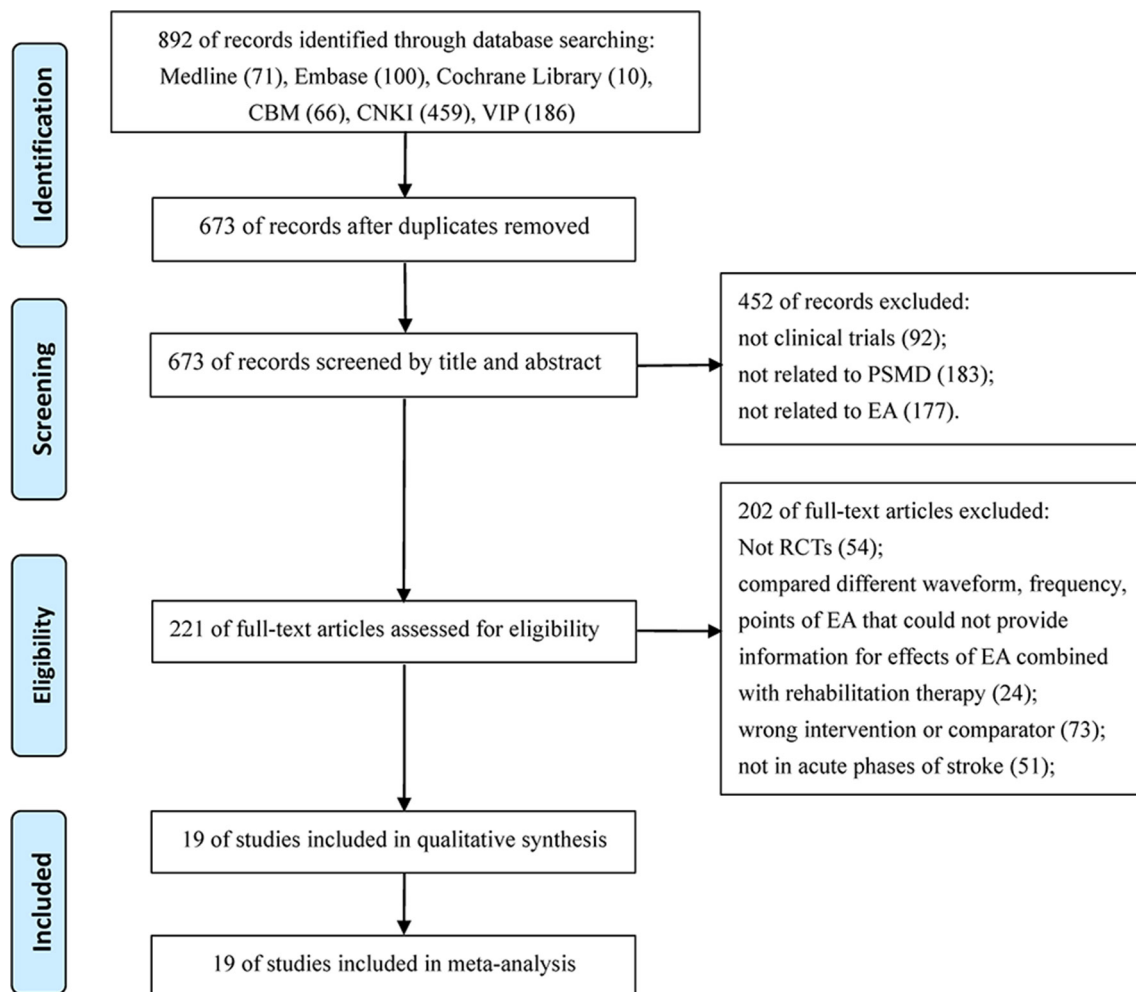 Identification
892 of records identified through database searching:
Medline (71), Embase (100), Cochrane Library (10),
CBM (66), CNKI (459), VIP (186)
673 of records after duplicates removed
Screening
673 of records screened by title and abstract
452 of records excluded:
not clinical trials (92);
not related to PSMD (183);
not related to EA (177).
Eligibility
221 of full-text articles assessed for eligibility
202 of full-text articles excluded:
Not RCTs (54);
compared different waveform, frequency,
points of EA that could not provide
information for effects of EA combined
with rehabilitation therapy (24);
wrong intervention or comparator (73);
not in acute phases of stroke (51);
Included
19 of studies included in qualitative synthesis
19 of studies included in meta-analysis